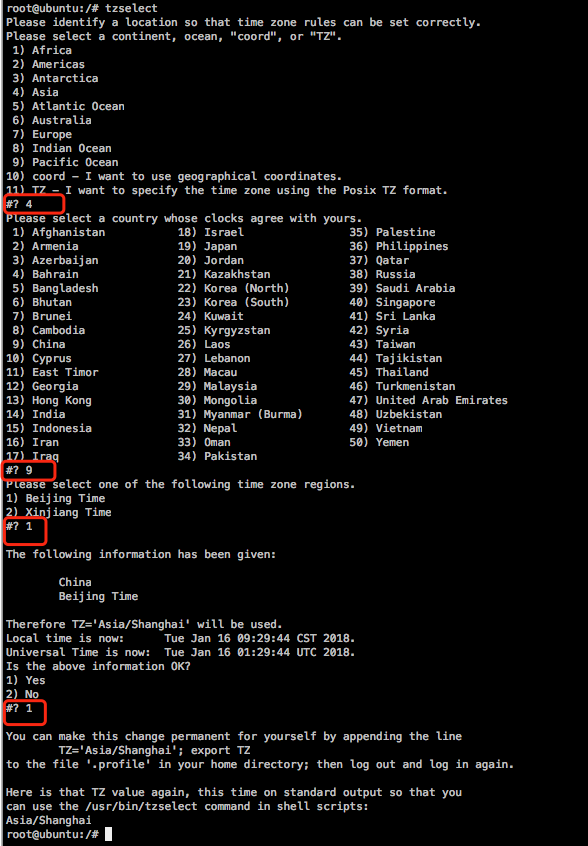 root@ubuntu:/# tzselect
Please identify a location so that time zone rules can be set correctly.
Please select a continent, ocean, "coord", or "TZ".
 1) Africa
 2) Americas
 3) Antarctica
 4) Asia
 5) Atlantic Ocean
 6) Australia
 7) Europe
 8) Indian Ocean
 9) Pacific Ocean
10) coord - I want to use geographical coordinates.
11) TZ - I want to specify the time zone using the Posix TZ format.
#? 4
Please select a country whose clocks agree with yours.
 1) Afghanistan 18) Israel 35) Palestine
 2) Armenia 19) Japan 36) Philippines
 3) Azerbaijan 20) Jordan 37) Qatar
 4) Bahrain 21) Kazakhstan 38) Russia
 5) Bangladesh 22) Korea (North) 39) Saudi Arabia
 6) Bhutan 23) Korea (South) 40) Singapore
 7) Brunei 24) Kuwait 41) Sri Lanka
 8) Cambodia 25) Kyrgyzstan 42) Syria
 9) China 26) Laos 43) Taiwan
10) Cyprus 27) Lebanon 44) Tajikistan
11) East Timor 28) Macau 45) Thailand
12) Georgia 29) Malaysia 46) Turkmenistan
13) Hong Kong 30) Mongolia 47) United Arab Emirates
14) India 31) Myanmar (Burma) 48) Uzbekistan
15) Indonesia 32) Nepal 49) Vietnam
16) Iran 33) Oman 50) Yemen
17) Iraq 34) Pakistan
#? 9
Please select one of the following time zone regions.
1) Beijing Time
2) Xinjiang Time
#? 1
The following information has been given:
China
Beijing Time
Therefore TZ='Asia/Shanghai' will be used.
Local time is now: Tue Jan 16 09:29:44 CST 2018.
Universal Time is now: Tue Jan 16 01:29:44 UTC 2018.
Is the above information OK?
1) Yes
2) No
#? 1
You can make this change permanent for yourself by appending the line
TZ='Asia/Shanghai'; export TZ
to the file '.profile' in your home directory; then log out and log in again.
Here is that TZ value again, this time on standard output so that you
can use the /usr/bin/tzselect command in shell scripts:
Asia/Shanghai
root@ubuntu:/#